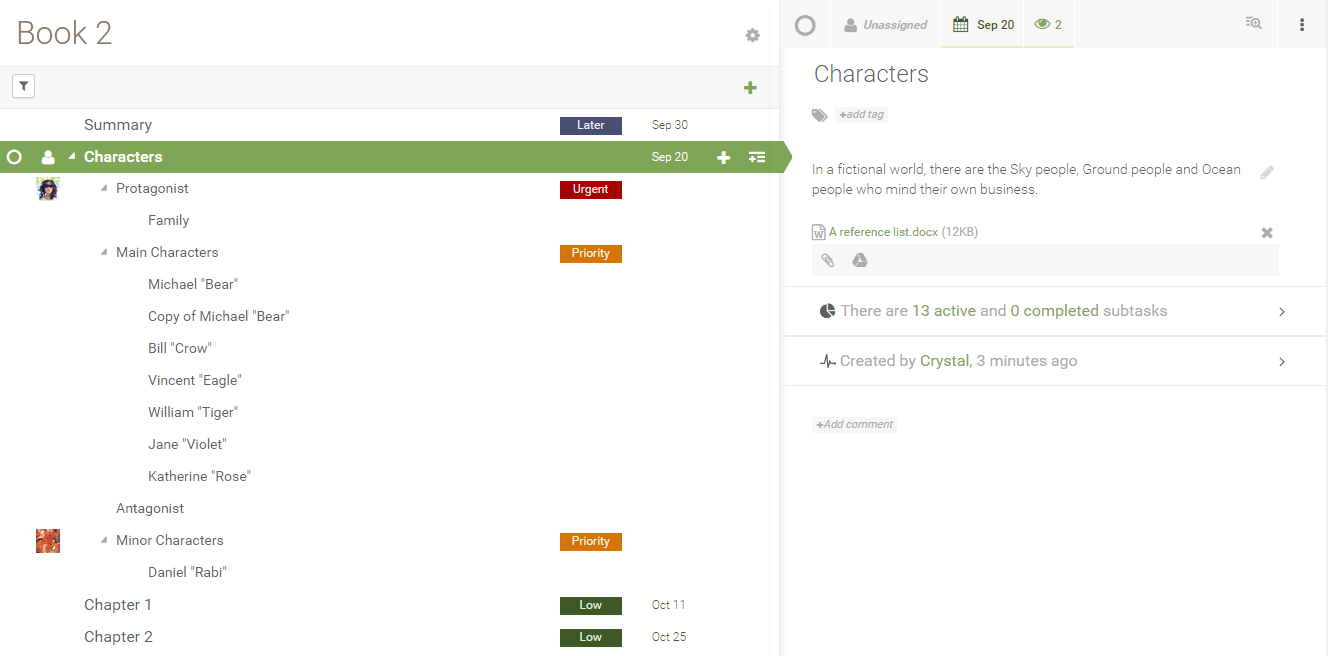 Book 2
Summary Later Sep 30
Characters Sep 20
Protagonist Urgent
Family
Main Characters Priority
Michael "Bear"
Copy of Michael "Bear"
Bill "Crow"
Vincent "Eagle"
William "Tiger"
Jane "Violet"
Katherine "Rose"
Antagonist
Minor Characters Priority
Daniel "Rabi"
Chapter 1 Low Oct 11
Chapter 2 Low Oct 25
Unassigned Sep 20 2
Characters
+add tag
In a fictional world, there are the Sky people, Ground people and Ocean
people who mind their own business.
A reference list.docx (12KB)
There are 13 active and 0 completed subtasks
Created by Crystal, 3 minutes ago
+Add comment